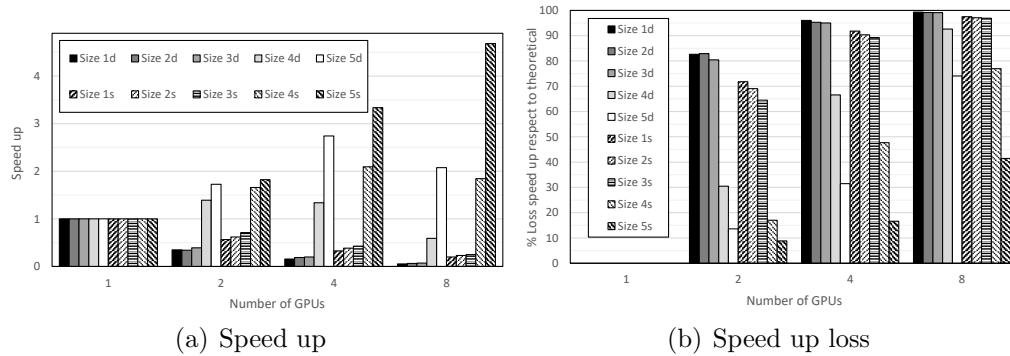 Speed up
4
3
2
1
0
Size 1d Size 2d Size 3d Size 4d Size 5d
Size 1s Size 2s Size 3s Size 4s Size 5s
1 2 4 8
Number of GPUs
(a) Speed up
% Loss speed up respect to theoretical
100
90
80
70
60
50
40
30
20
10
0
Size 1d
Size 2d
Size 3d
Size 4d
Size 5d
Size 1s
Size 2s
Size 3s
Size 4s
Size 5s
1 2 4 8
Number of GPUs
(b) Speed up loss